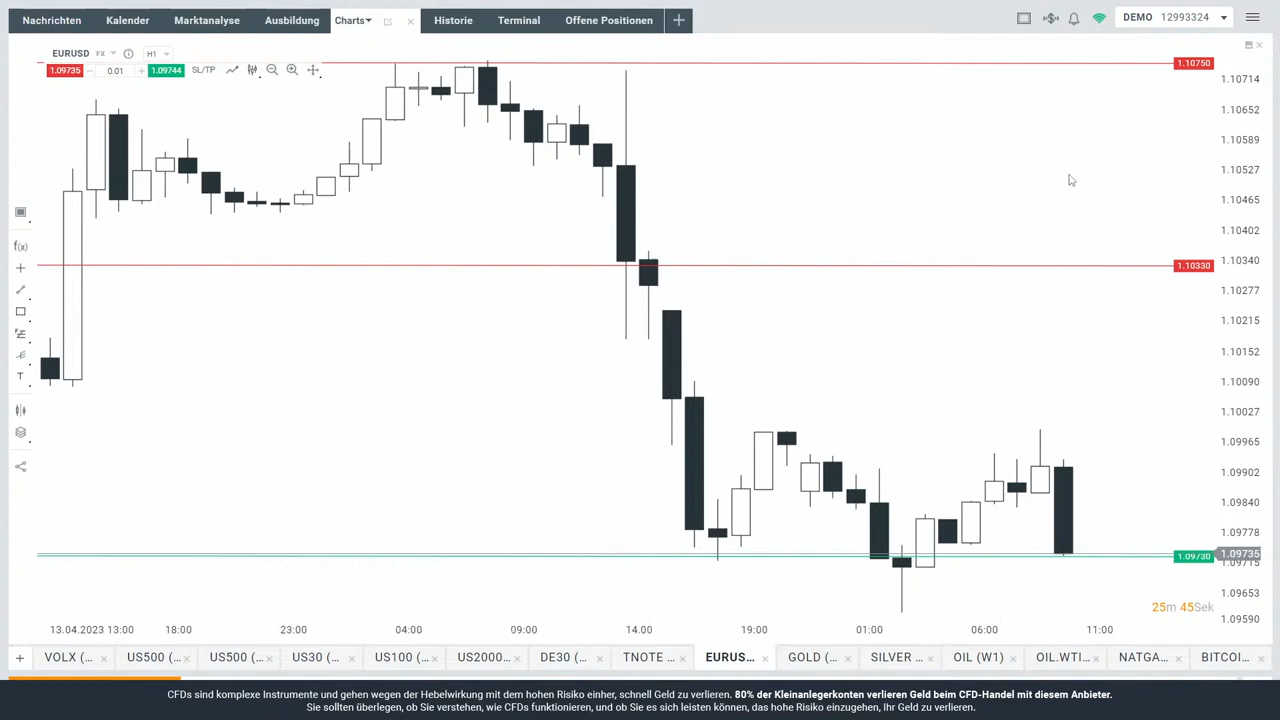 Nachrichten Kalender Marktanalyse Ausbildung Charts Historie Terminal Offene Positionen DEMO 12993324
EURUSD FX H1
1.09735 0.01 1.09744 SL/TP
1.10750
1.10714
1.10652
1.10589
1.10527
1.10465
1.10402
1.10340
1.10330
1.10277
1.10215
1.10152
1.10090
1.10027
1.09965
1.09902
1.09840
1.09778
1.09730 1.09735
1.09715
1.09653
1.09590
f(x)
T
25m 45Sek
13.04.2023 13:00 18:00 23:00 04:00 09:00 14:00 19:00 01:00 06:00 11:00
VOLX (... US500 (... US500 (... US30 (... US100 (... US2000... DE30 (... TNOTE ... EURUS... GOLD (... SILVER ... OIL (W1) OIL.WTI... NATGA... BITCOI...
CFDs sind komplexe Instrumente und gehen wegen der Hebelwirkung mit dem hohen Risiko einher, schnell Geld zu verlieren. 80% der Kleinanlegerkonten verlieren Geld beim CFD-Handel mit diesem Anbieter.
Sie sollten überlegen, ob Sie verstehen, wie CFDs funktionieren, und ob Sie es sich leisten können, das hohe Risiko einzugehen, Ihr Geld zu verlieren.